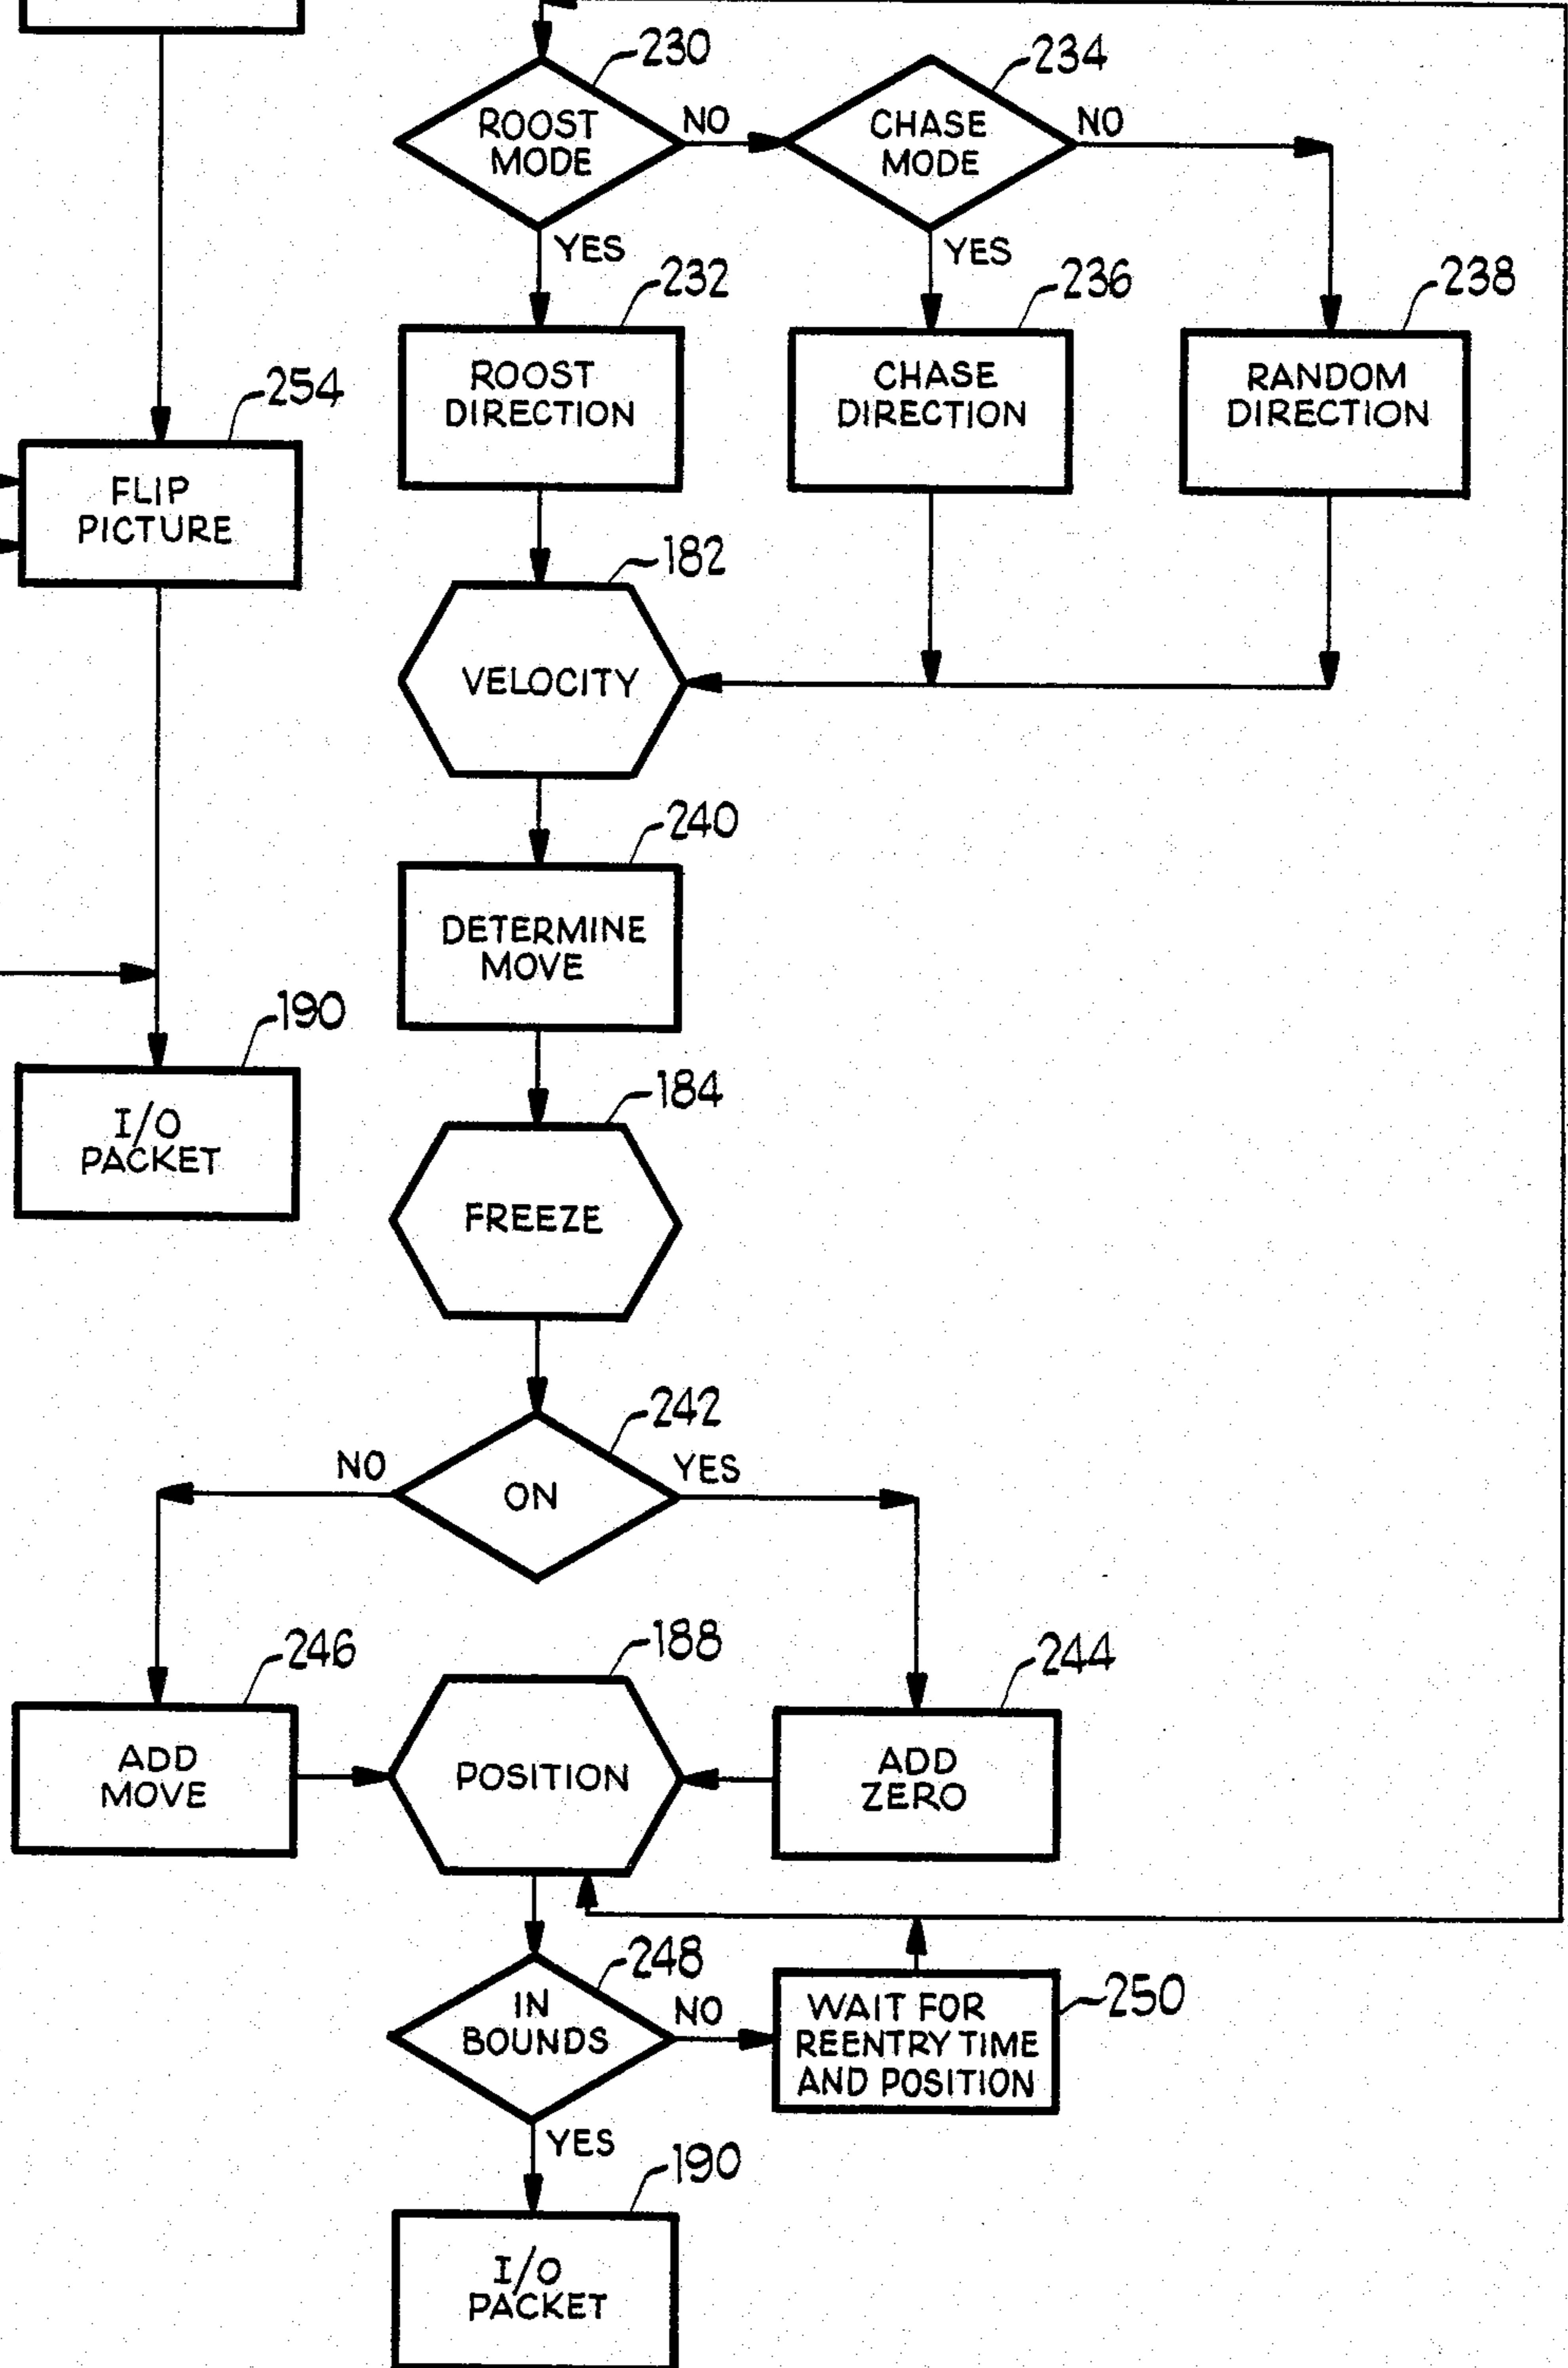 230
ROOST
MODE
NO
YES
234
CHASE
MODE
NO
YES
232
ROOST
DIRECTION
236
CHASE
DIRECTION
238
RANDOM
DIRECTION
254
FLIP
PICTURE
182
VELOCITY
240
DETERMINE
MOVE
190
I/O
PACKET
184
FREEZE
242
NO
ON
YES
246
ADD
MOVE
188
POSITION
244
ADD
ZERO
248
IN
BOUNDS
NO
YES
250
WAIT FOR
REENTRY TIME
AND POSITION
190
I/O
PACKET